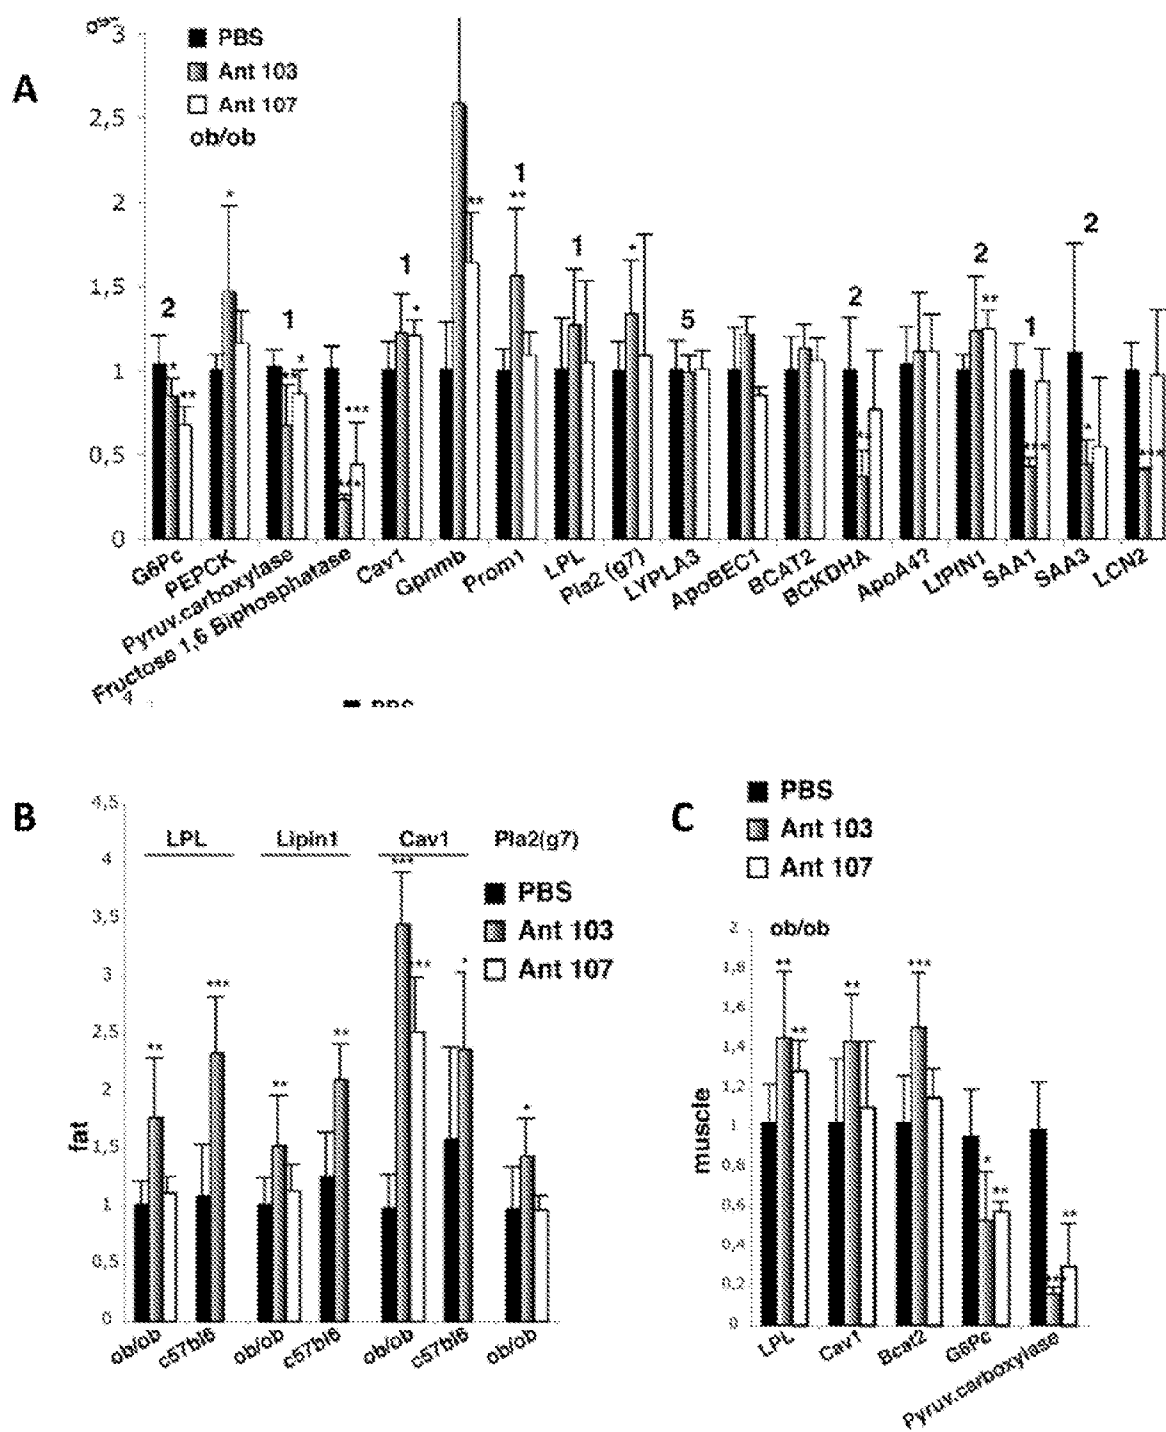 3
PBS
A
Ant 103
Ant 107
ob/ob
2,5
2
1,5
1
0,5
0
2
*
*
**
*
1
**
*
***
1
*
**
1
**
1
*
5
2
**
2
**
1
***
2
*
***
G6Pc
PEPCK
Pyruv.carboxylase
Fructose 1,6 Biphosphatase
Cav1
Gpnmb
Prom1
LPL
Pla2 (g7)
LYPLA3
ApoBEC1
BCAT2
BCKDHA
ApoA4?
LIPIN1
SAA1
SAA3
LCN2
B
4,5
4
3,5
3
2,5
2
1,5
1
0,5
0
fat
LPL
Lipin1
Cav1
Pla2(g7)
PBS
Ant 103
Ant 107
**
***
**
**
***
***
*
*
ob/ob
c57bl6
ob/ob
c57bl6
ob/ob
c57bl6
ob/ob
C
PBS
Ant 103
Ant 107
ob/ob
2
1,8
1,6
1,4
1,2
1
0,8
0,6
0,4
0,2
0
muscle
**
**
**
***
*
**
**
**
LPL
Cav1
Bcat2
G6Pc
Pyruv.carboxylase